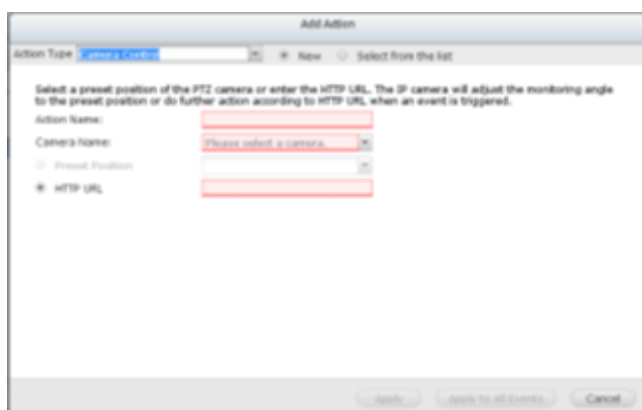 Add Action
Action Type Camera Control New Select from the list
Select a preset position of the PTZ camera or enter the HTTP URL. The IP camera will adjust the monitoring angle
to the preset position or do further action according to HTTP URL when an event is triggered.
Action Name:
Camera Name: Please select a camera.
Preset Position
HTTP URL
Apply Apply to All Events Cancel